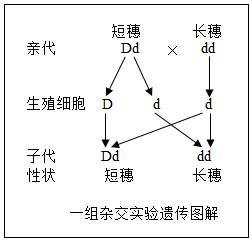 短穗 长穗
亲代 Dd × dd
生殖细胞 D d d
子代 Dd dd
性状 短穗 长穗
一组杂交实验遗传图解